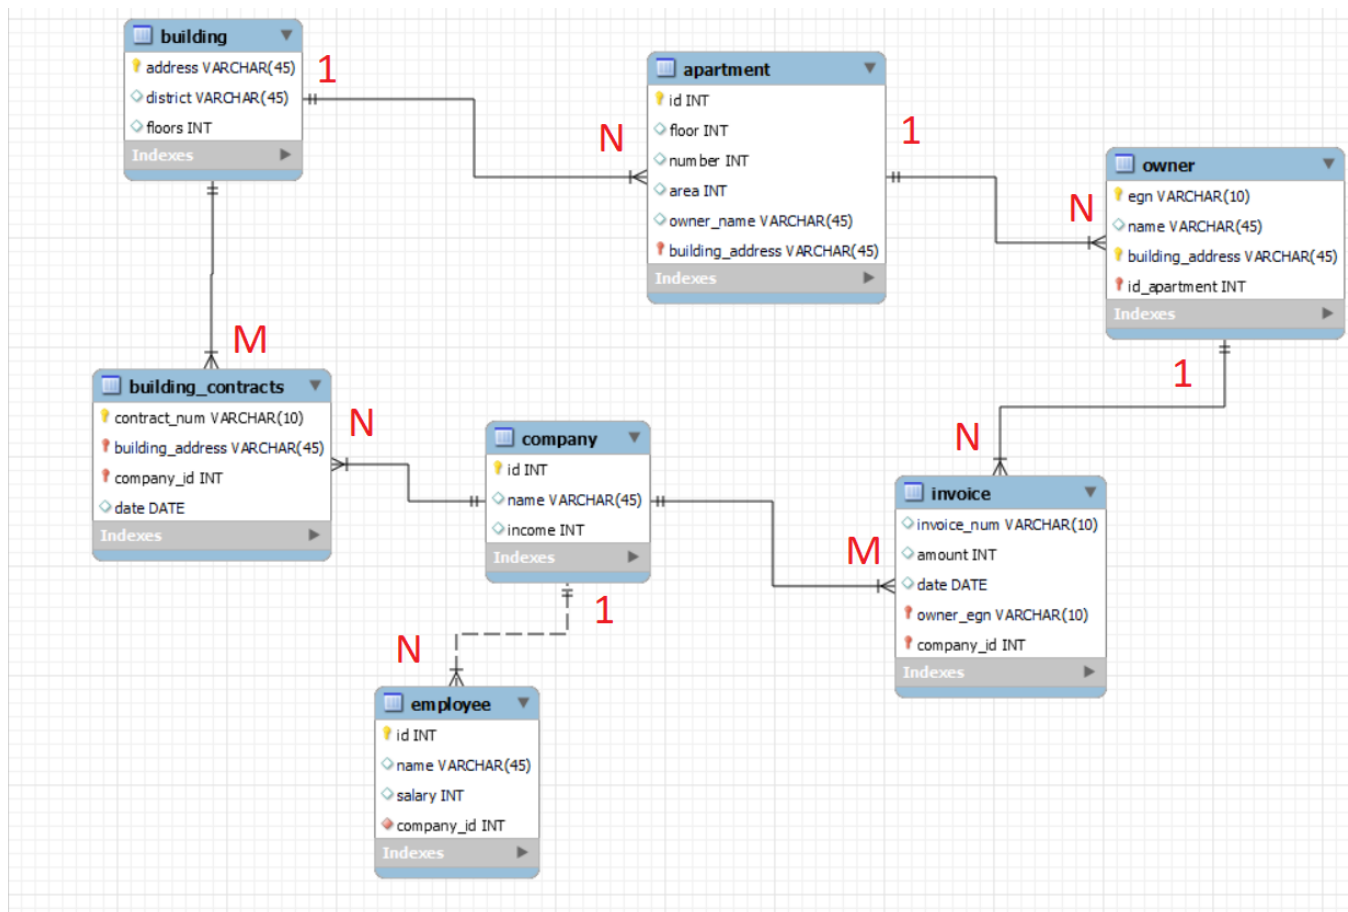 building
address VARCHAR(45)
district VARCHAR(45)
floors INT
Indexes
1
N
apartment
id INT
floor INT
number INT
area INT
owner_name VARCHAR(45)
building_address VARCHAR(45)
Indexes
1
N
owner
egn VARCHAR(10)
name VARCHAR(45)
building_address VARCHAR(45)
id_apartment INT
Indexes
M
building_contracts
contract_num VARCHAR(10)
building_address VARCHAR(45)
company_id INT
date DATE
Indexes
N
company
id INT
name VARCHAR(45)
income INT
Indexes
1
N
M
invoice
invoice_num VARCHAR(10)
amount INT
date DATE
owner_egn VARCHAR(10)
company_id INT
Indexes
1
N
employee
id INT
name VARCHAR(45)
salary INT
company_id INT
Indexes